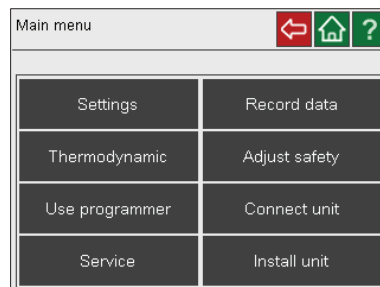 Main menu ?
Settings Record data
Thermodynamic Adjust safety
Use programmer Connect unit
Service Install unit